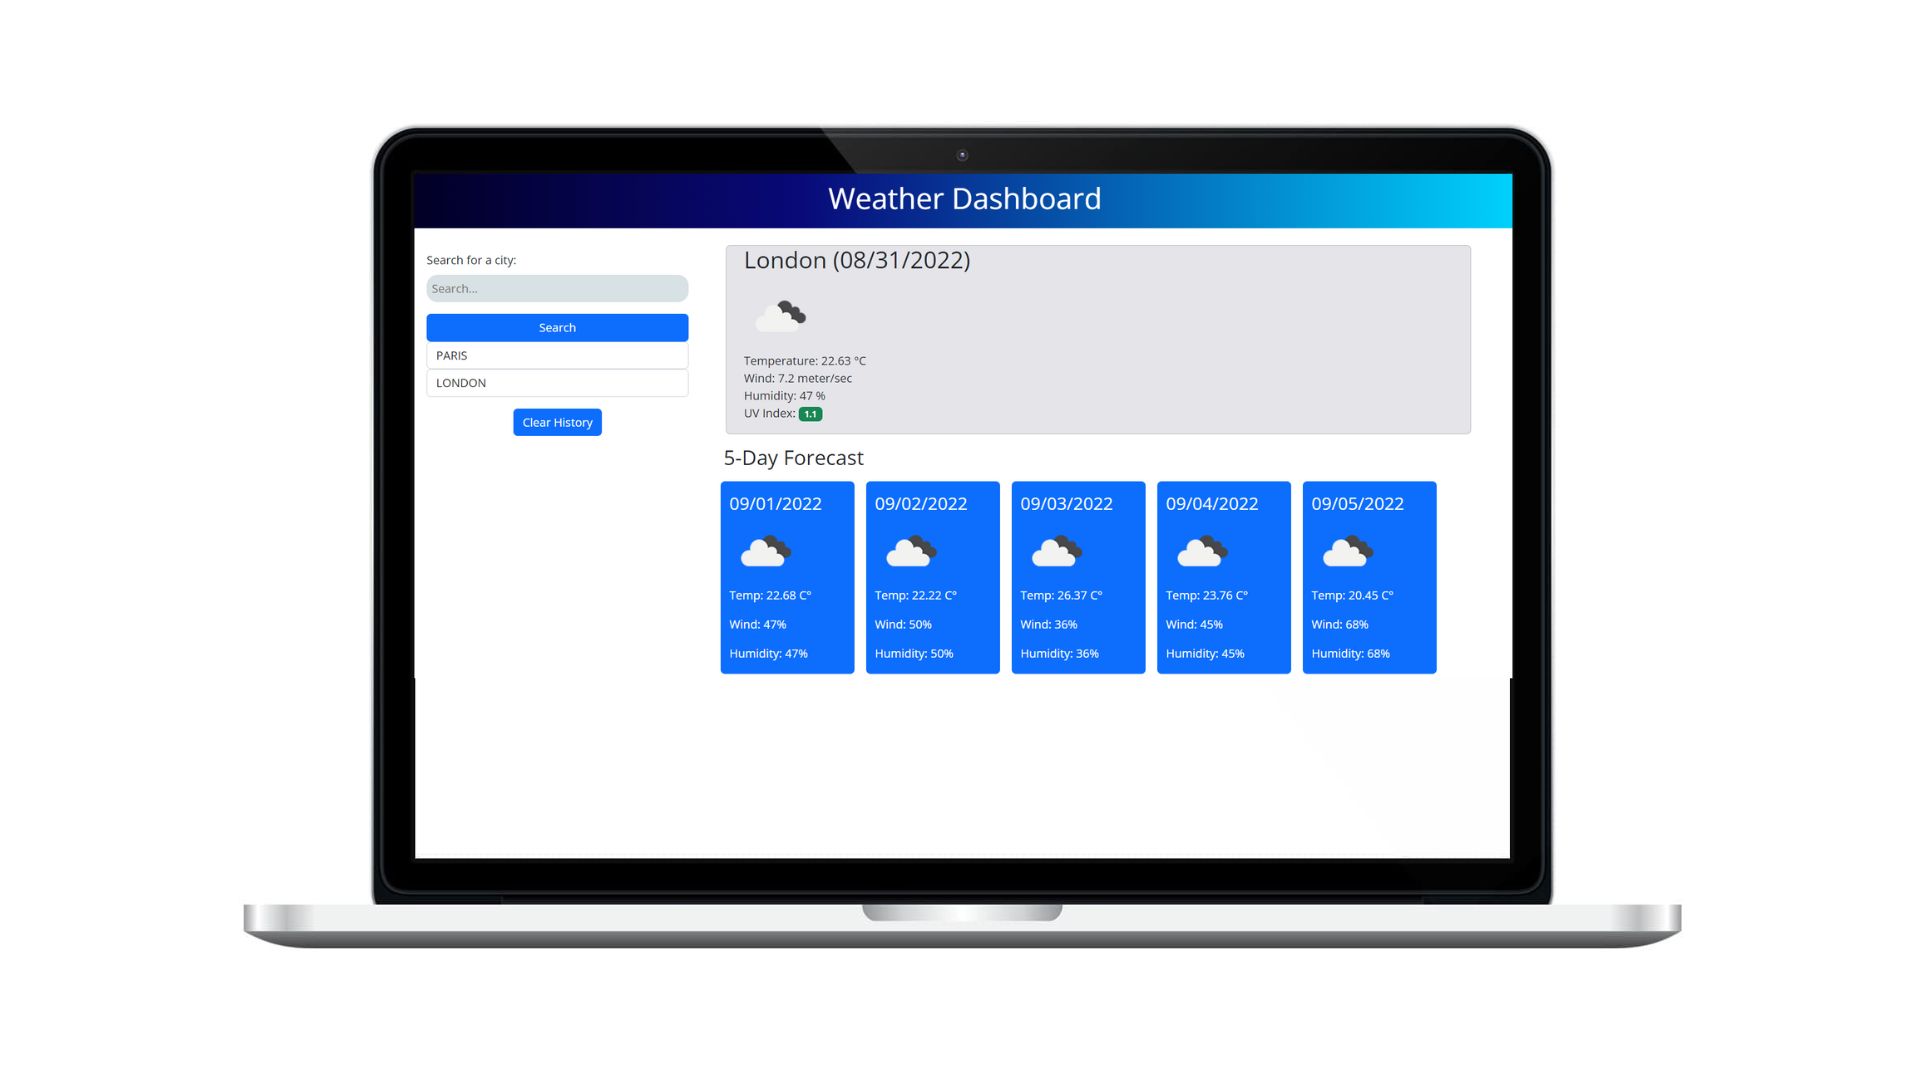 Weather Dashboard
Search for a city:
Search...
Search
PARIS
LONDON
Clear History
London (08/31/2022)
Temperature: 22.63 °C
Wind: 7.2 meter/sec
Humidity: 47 %
UV Index: 1.1
5-Day Forecast
09/01/2022
Temp: 22.68 C°
Wind: 47%
Humidity: 47%
09/02/2022
Temp: 22.22 C°
Wind: 50%
Humidity: 50%
09/03/2022
Temp: 26.37 C°
Wind: 36%
Humidity: 36%
09/04/2022
Temp: 23.76 C°
Wind: 45%
Humidity: 45%
09/05/2022
Temp: 20.45 C°
Wind: 68%
Humidity: 68%